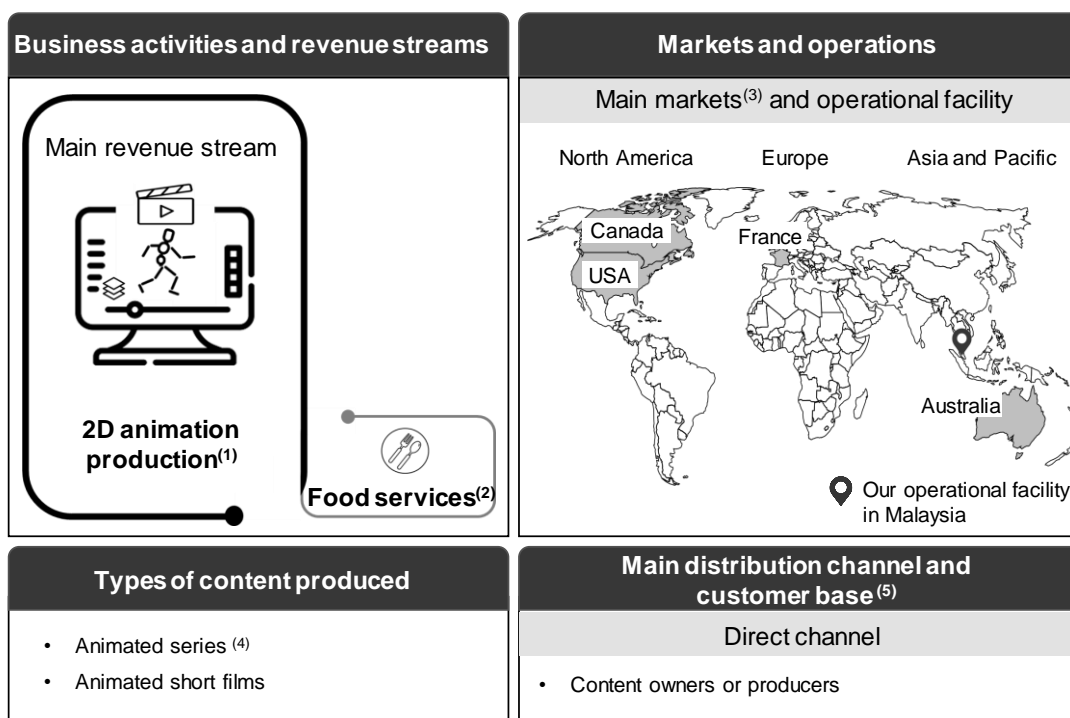 Business activities and revenue streams
Main revenue stream
2D animation
production(1)
Food services(2)
Markets and operations
Main markets(3) and operational facility
North America
Europe
Asia and Pacific
Canada
France
USA
Australia
Our operational facility
in Malaysia
Types of content produced
• Animated series (4)
• Animated short films
Main distribution channel and
customer base (5)
Direct channel
• Content owners or producers